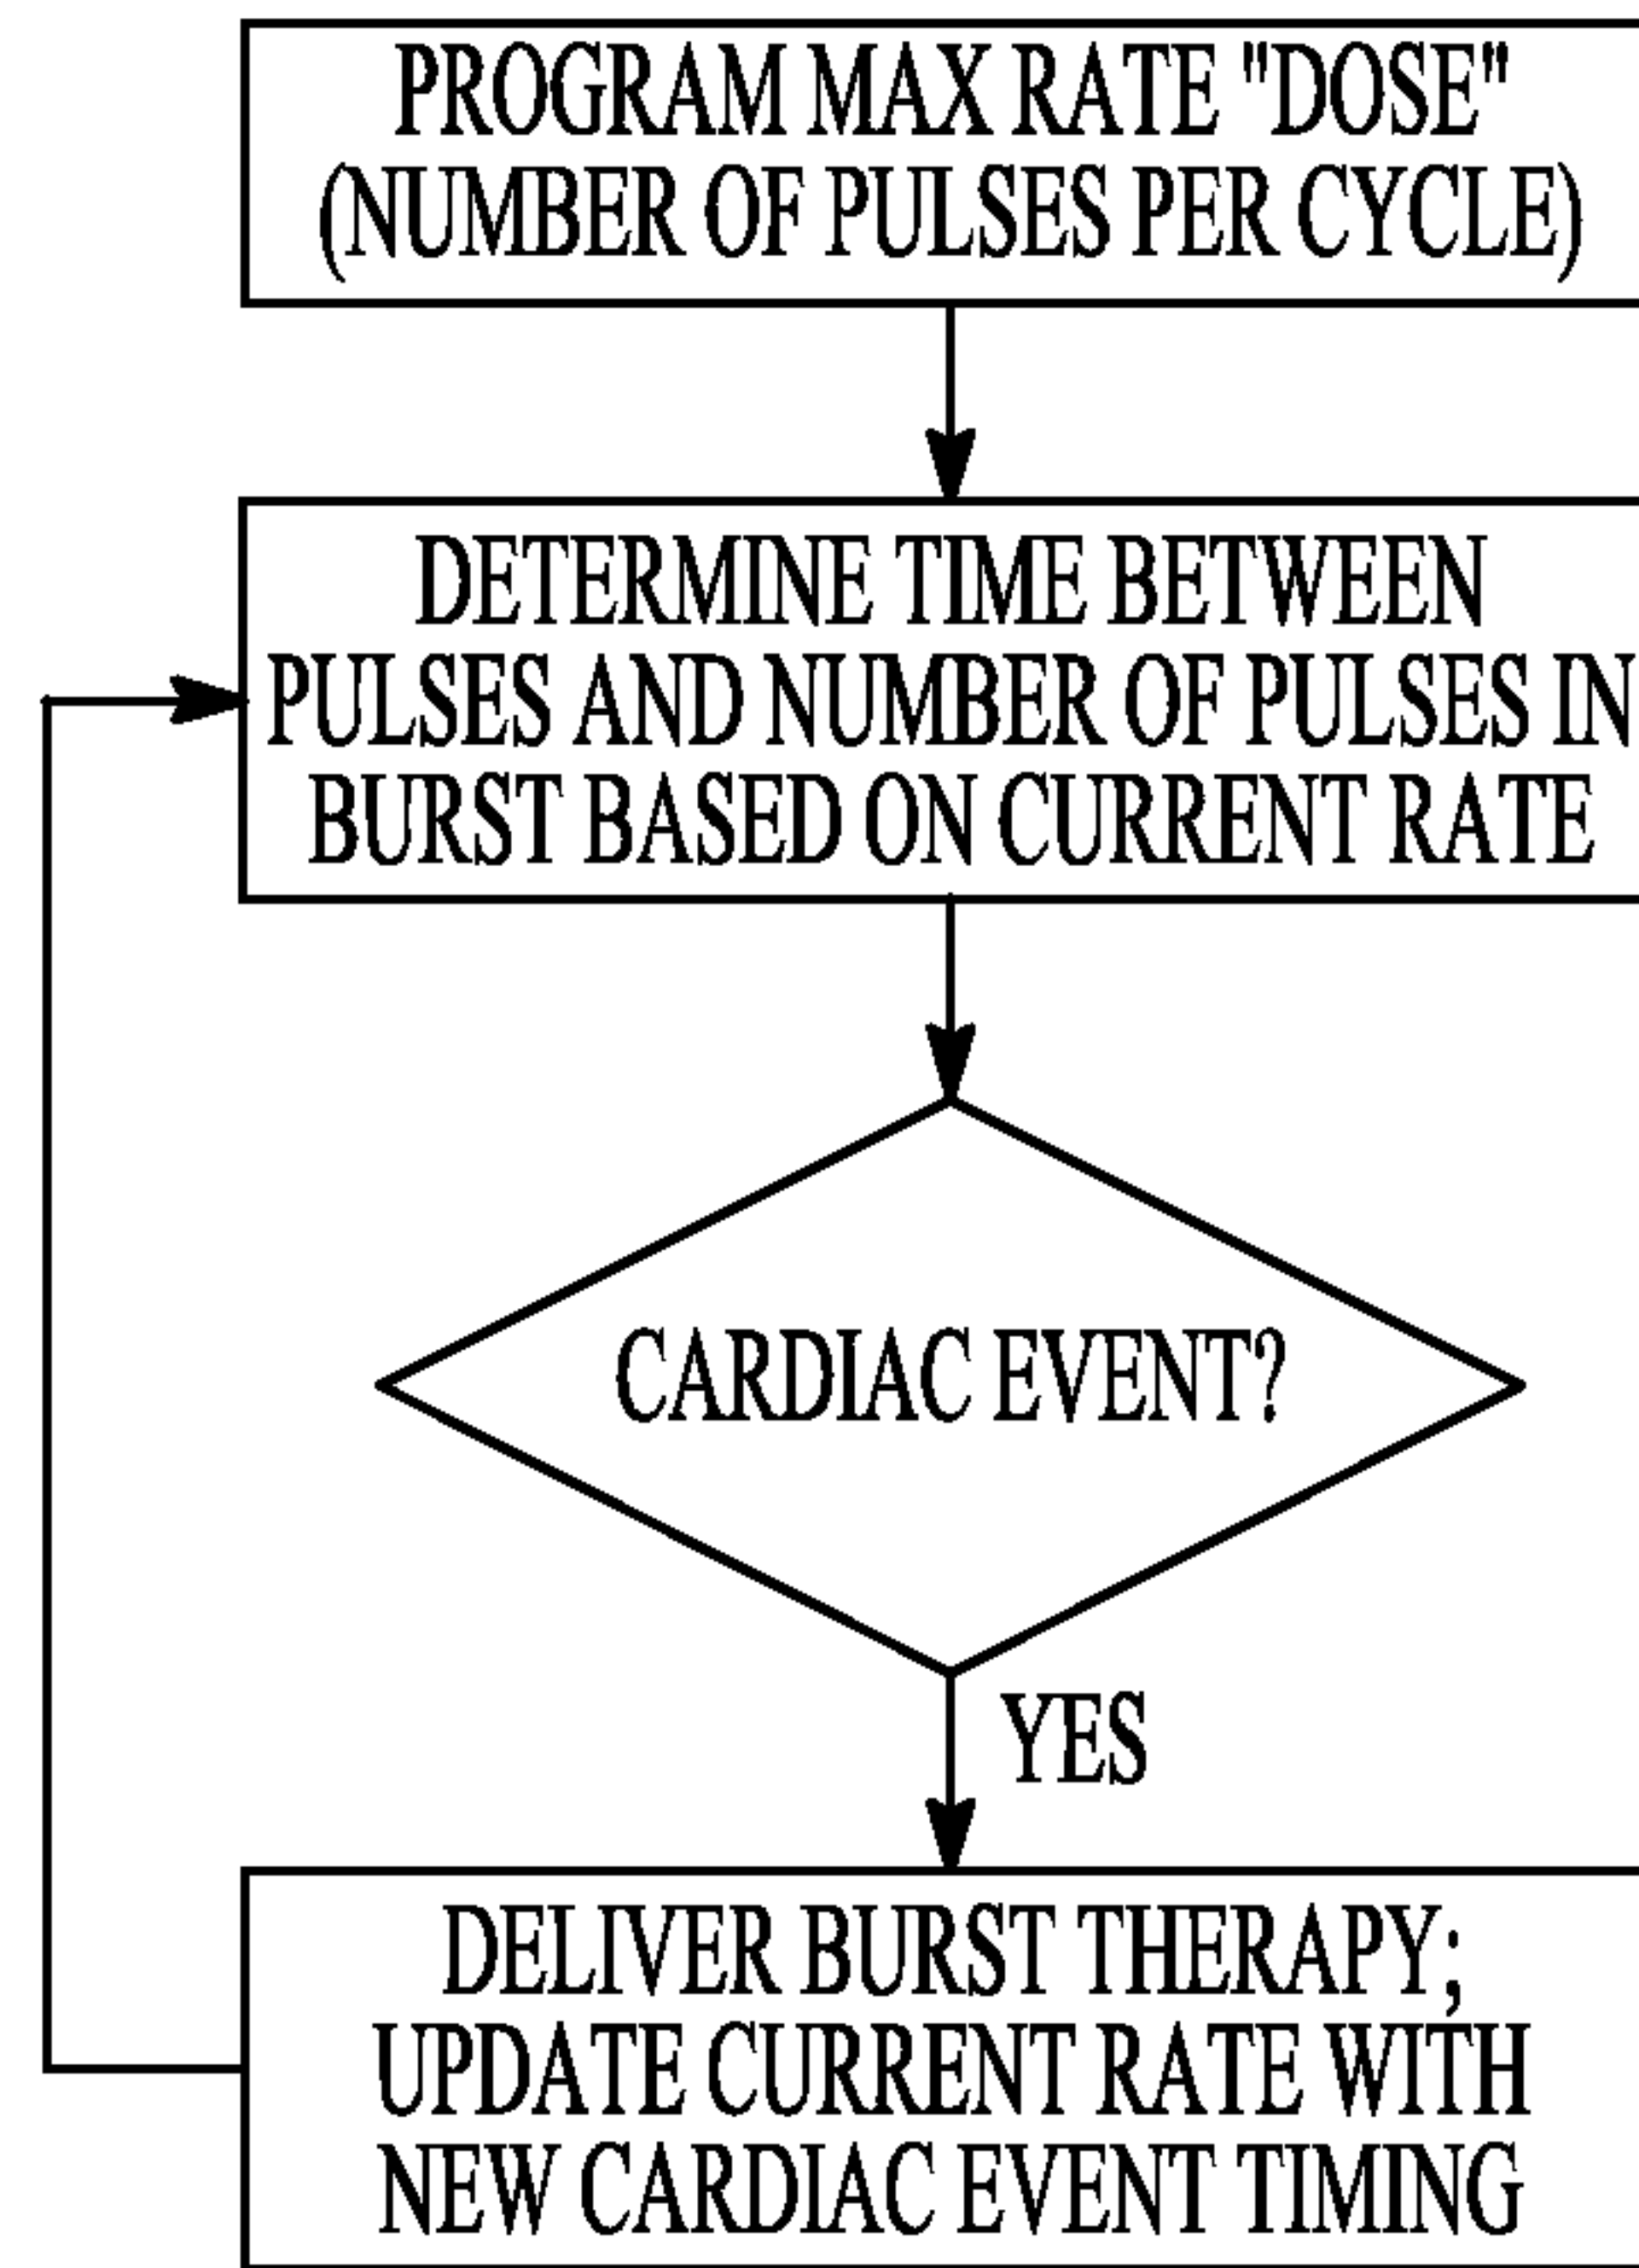 PROGRAM MAX RATE "DOSE"
(NUMBER OF PULSES PER CYCLE)
DETERMINE TIME BETWEEN
PULSES AND NUMBER OF PULSES IN
BURST BASED ON CURRENT RATE
CARDIAC EVENT?
YES
DELIVER BURST THERAPY;
UPDATE CURRENT RATE WITH
NEW CARDIAC EVENT TIMING